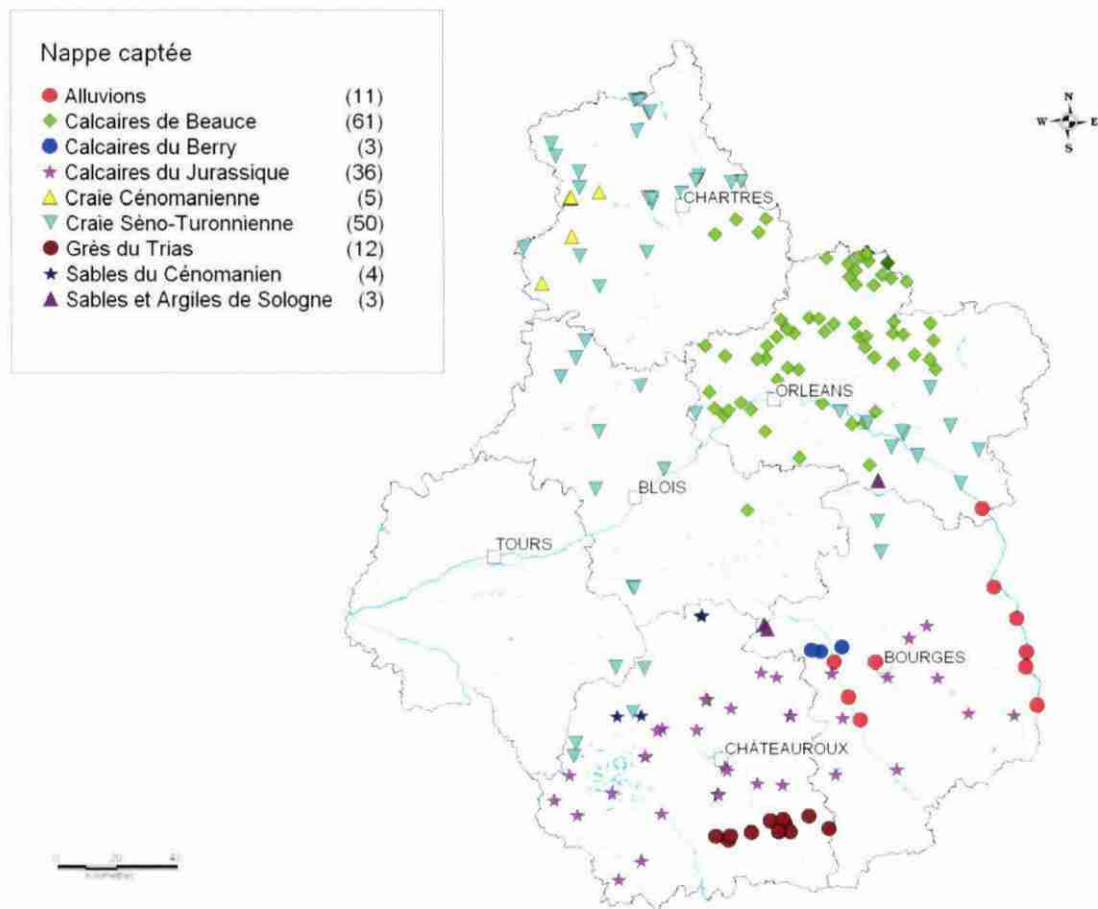 Nappe captée
Alluvions (11)
Calcaires de Beauce (61)
Calcaires du Berry (3)
Calcaires du Jurassique (36)
Craie Cénomanienne (5)
Craie Séno-Turonnienne (50)
Grès du Trias (12)
Sables du Cénomanien (4)
Sables et Argiles de Sologne (3)
N
W E
S
CHARTRES
ORLEANS
BLOIS
TOURS
BOURGES
CHÂTEAUROUX
0 20 40